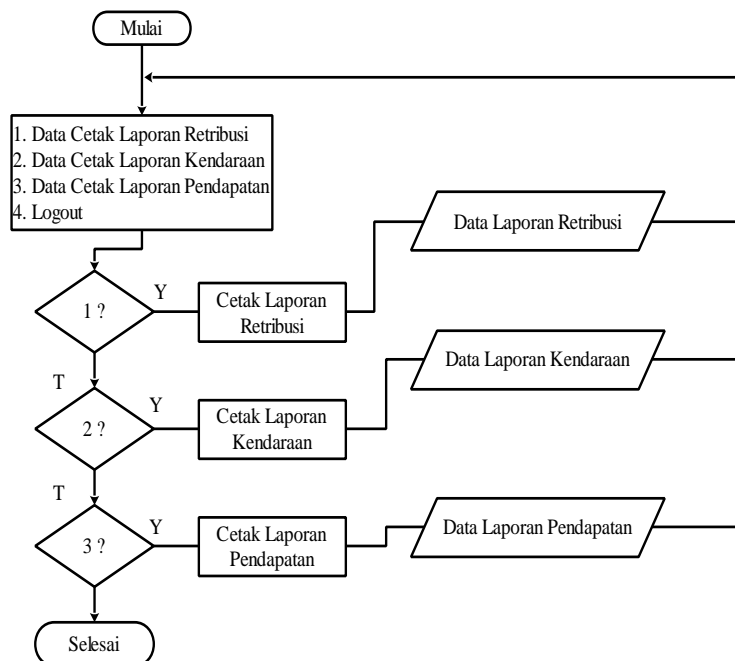 Mulai
1. Data Cetak Laporan Retribusi
2. Data Cetak Laporan Kendaraan
3. Data Cetak Laporan Pendapatan
4. Logout
Data Laporan Retribusi
1 ?
Y
Cetak Laporan
Retribusi
T
Data Laporan Kendaraan
2 ?
Y
Cetak Laporan
Kendaraan
T
Data Laporan Pendapatan
3 ?
Y
Cetak Laporan
Pendapatan
Selesai